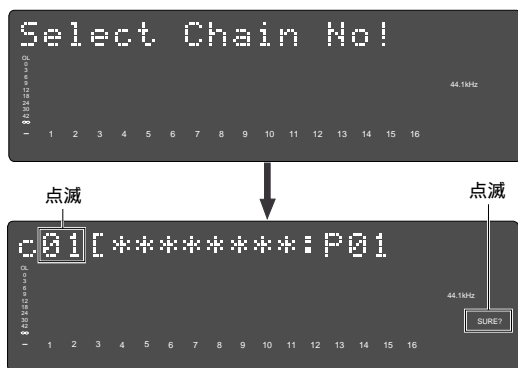 Select Chain No!
OL
0
3
6
9
12
18
24
30
42
∞
44.1kHz
– 1 2 3 4 5 6 7 8 9 10 11 12 13 14 15 16
点滅
点滅
c01[********:P01
OL
0
3
6
9
12
18
24
30
42
∞
44.1kHz
SURE?
– 1 2 3 4 5 6 7 8 9 10 11 12 13 14 15 16